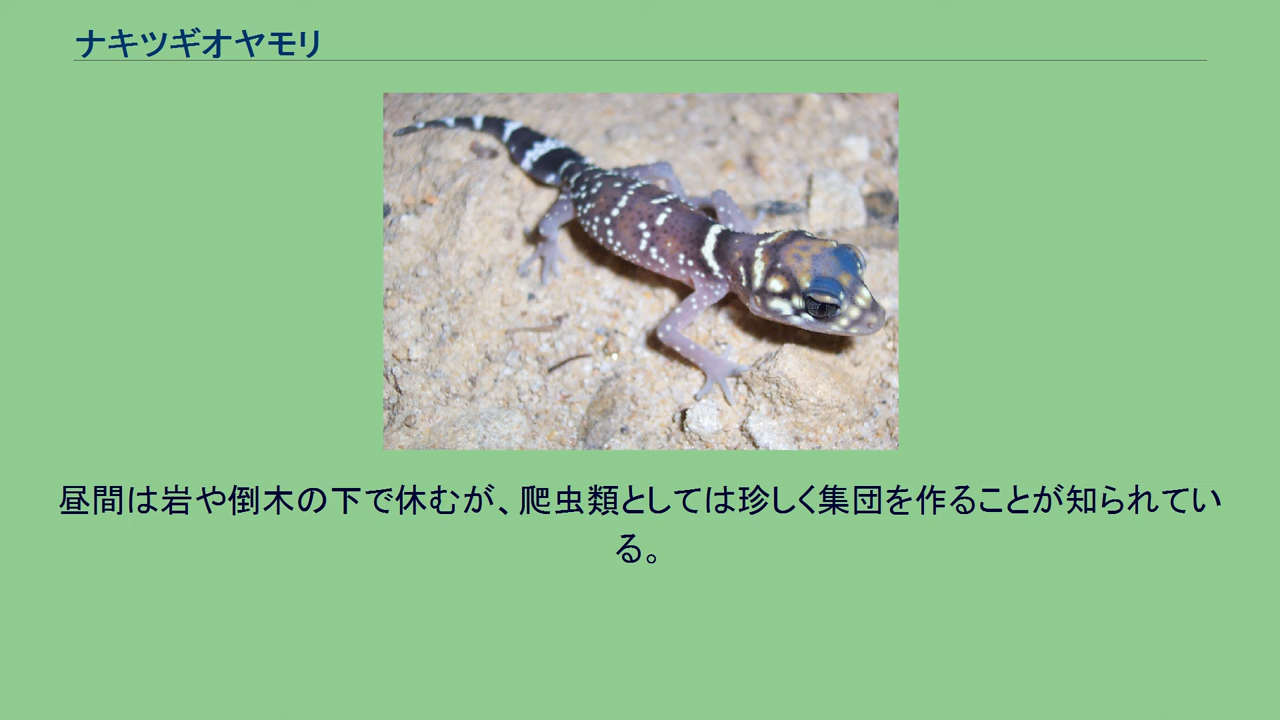 ナキツギオヤモリ
昼間は岩や倒木の下で休むが、爬虫類としては珍しく集団を作ることが知られてい
る。